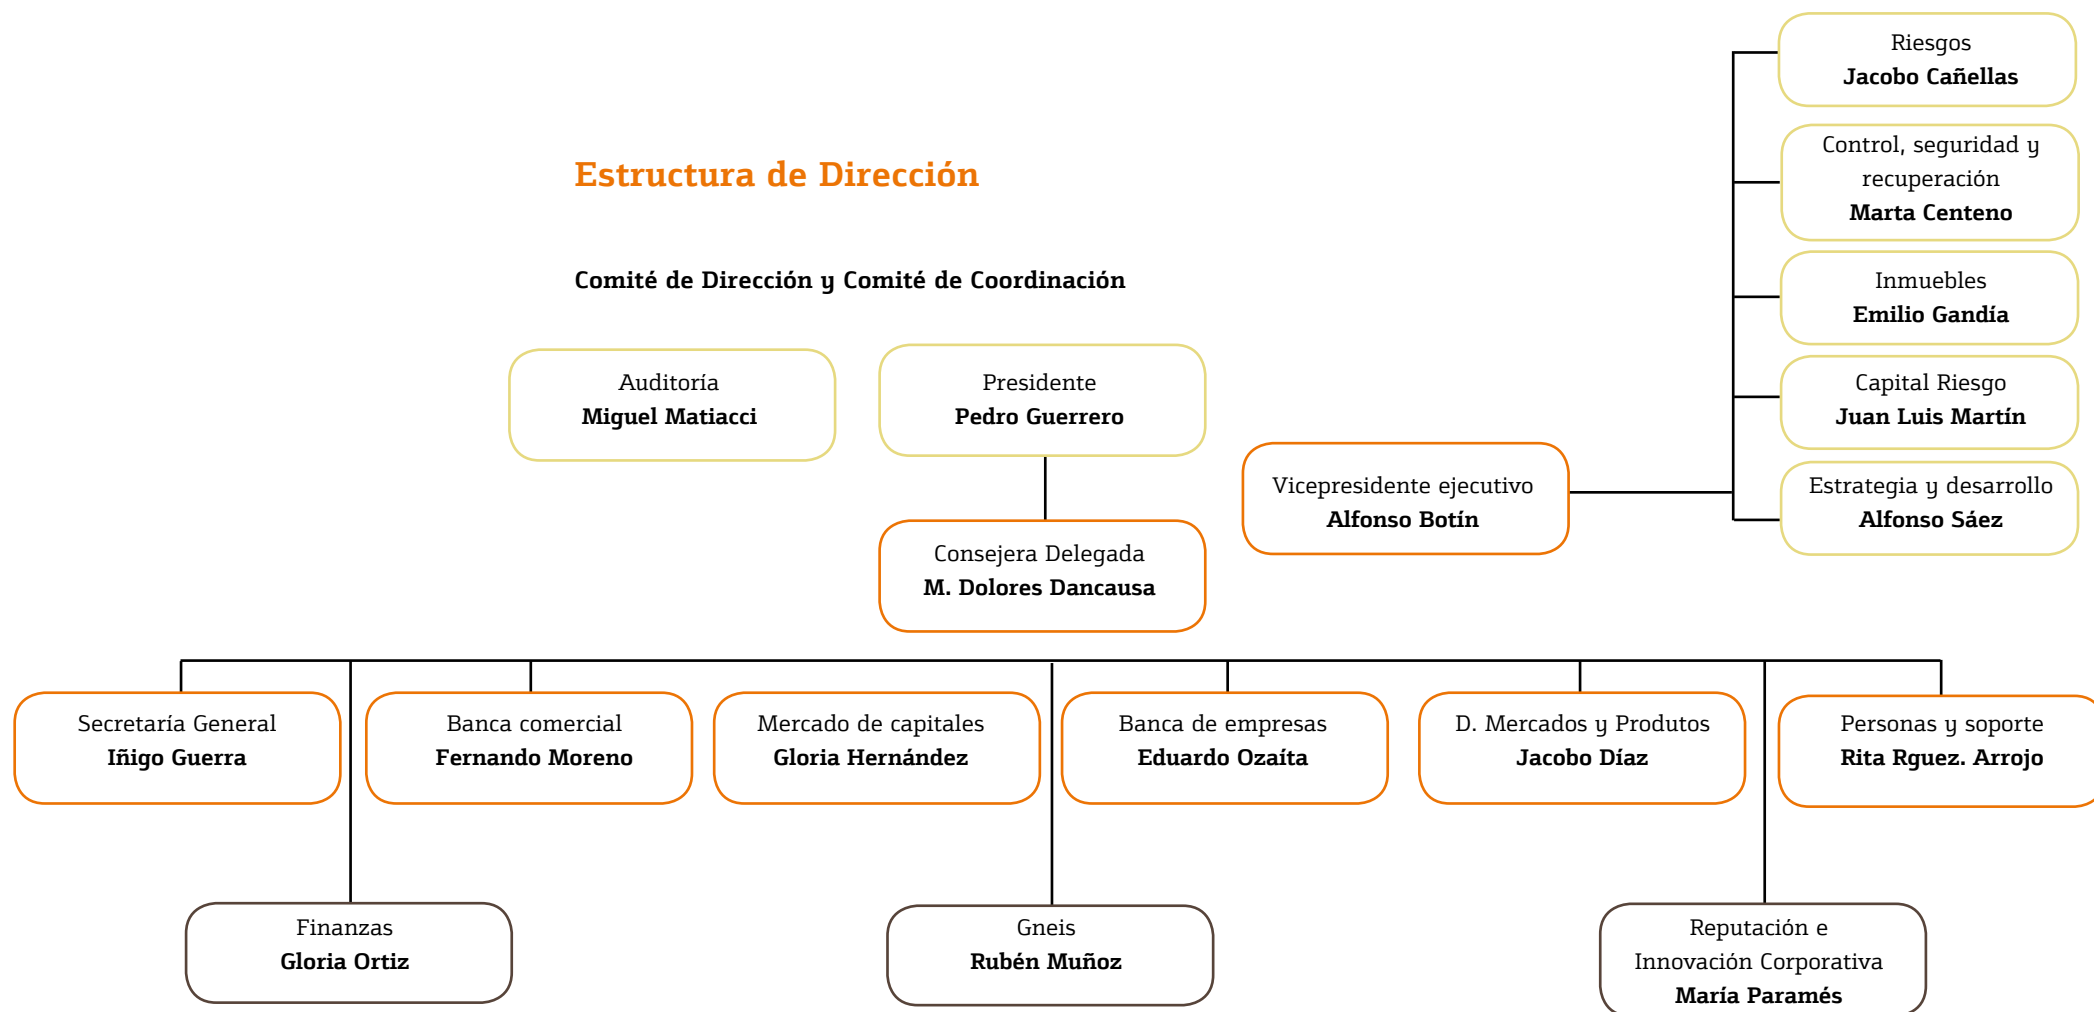 Estructura de Dirección
Comité de Dirección y Comité de Coordinación
Riesgos
Jacobo Cañellas
Control, seguridad y
recuperación
Marta Centeno
Inmuebles
Emilio Gandía
Capital Riesgo
Juan Luis Martín
Estrategia y desarrollo
Alfonso Sáez
Auditoría
Miguel Matiacci
Presidente
Pedro Guerrero
Vicepresidente ejecutivo
Alfonso Botín
Consejera Delegada
M. Dolores Dancausa
Secretaría General
Iñigo Guerra
Banca comercial
Fernando Moreno
Mercado de capitales
Gloria Hernández
Banca de empresas
Eduardo Ozaíta
D. Mercados y Produtos
Jacobo Díaz
Personas y soporte
Rita Rguez. Arrojo
Finanzas
Gloria Ortiz
Gneis
Rubén Muñoz
Reputación e
Innovación Corporativa
María Paramés